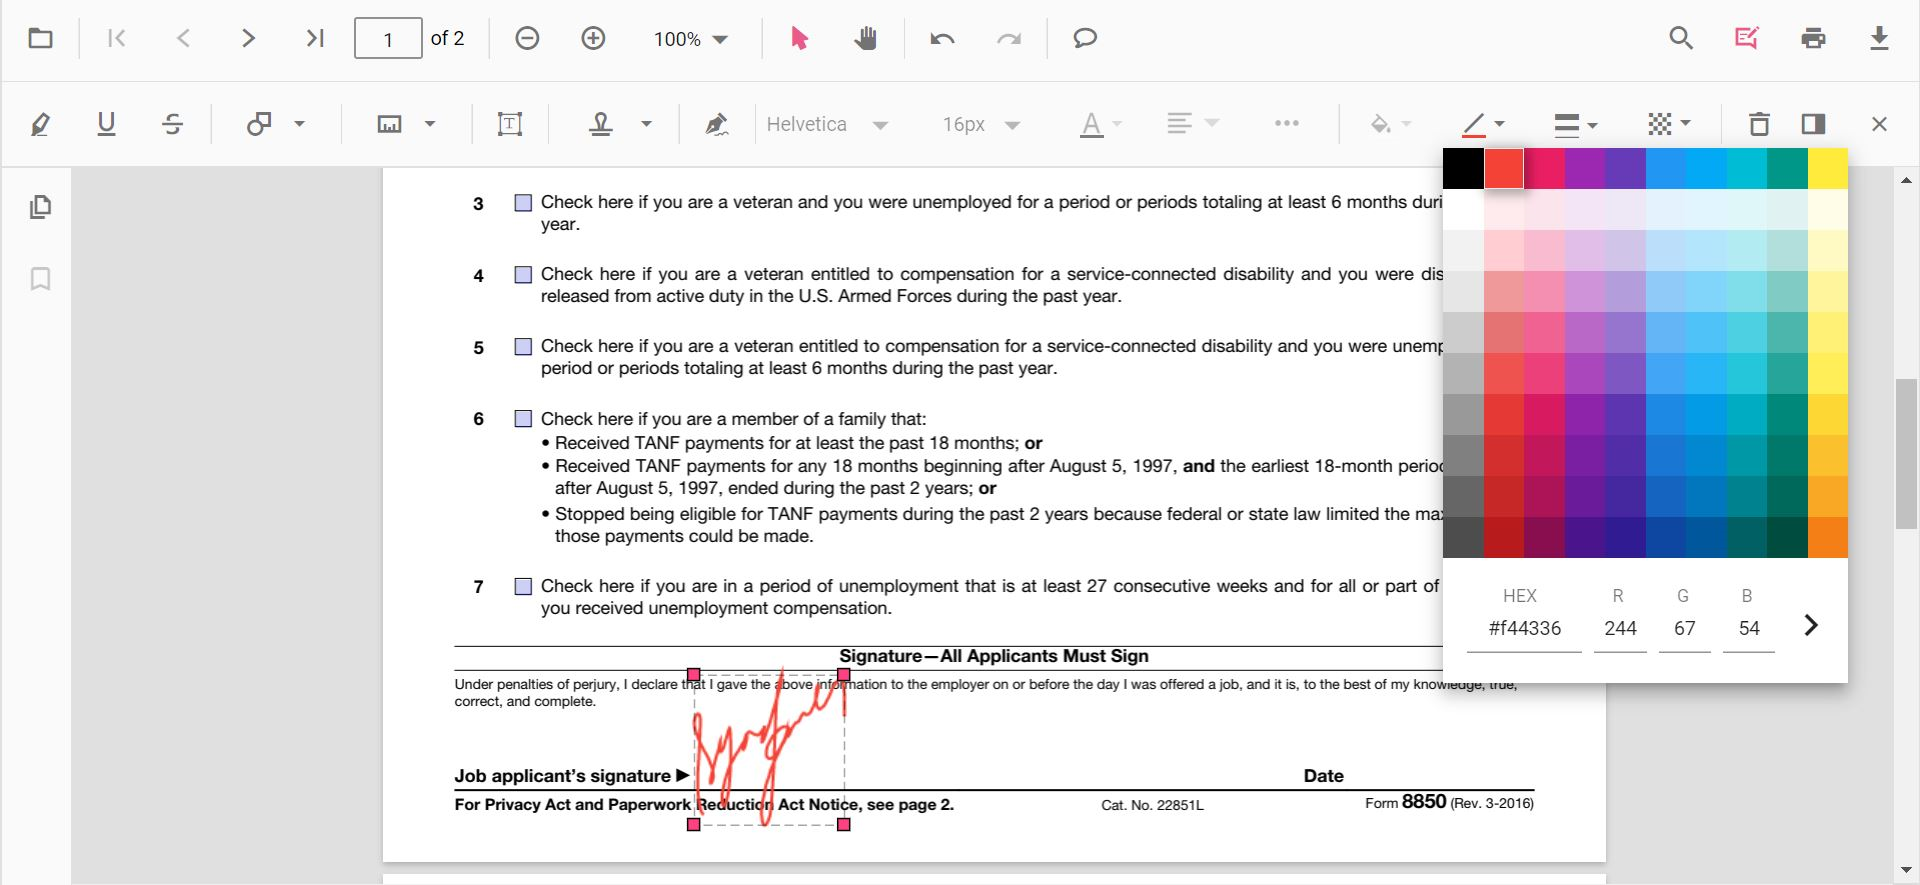 1 of 2 100%
U S T Helvetica 16px A
3 Check here if you are a veteran and you were unemployed for a period or periods totaling at least 6 months duri
year.
4 Check here if you are a veteran entitled to compensation for a service-connected disability and you were dis
released from active duty in the U.S. Armed Forces during the past year.
5 Check here if you are a veteran entitled to compensation for a service-connected disability and you were unemp
period or periods totaling at least 6 months during the past year.
6 Check here if you are a member of a family that:
• Received TANF payments for at least the past 18 months; or
• Received TANF payments for any 18 months beginning after August 5, 1997, and the earliest 18-month period
after August 5, 1997, ended during the past 2 years; or
• Stopped being eligible for TANF payments during the past 2 years because federal or state law limited the max
those payments could be made.
7 Check here if you are in a period of unemployment that is at least 27 consecutive weeks and for all or part of
you received unemployment compensation.
HEX R G B
#f44336 244 67 54
Signature—All Applicants Must Sign
Under penalties of perjury, I declare that I gave the above information to the employer on or before the day I was offered a job, and it is, to the best of my knowledge, true,
correct, and complete.
Job applicant's signature ▶ Date
For Privacy Act and Paperwork Reduction Act Notice, see page 2. Cat. No. 22851L Form 8850 (Rev. 3-2016)